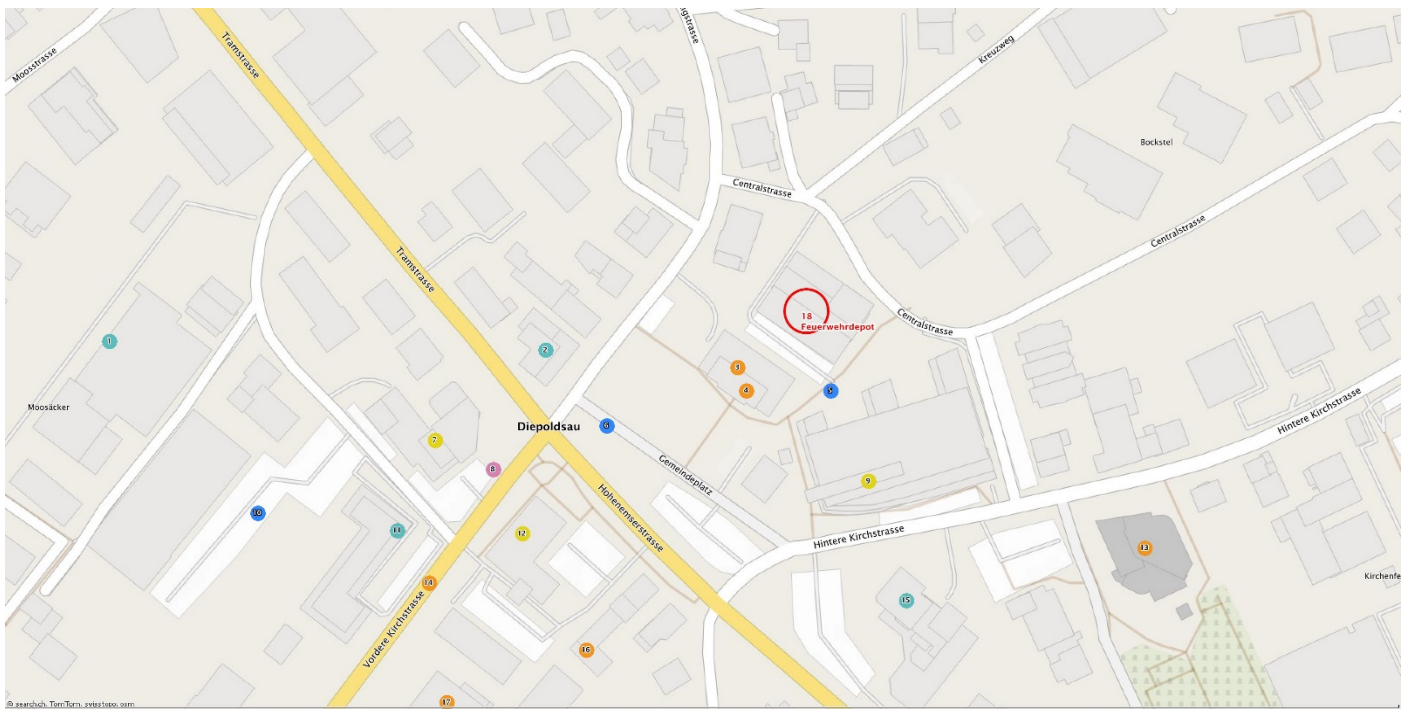 Tramstrasse
Moosstrasse
Kreuzweg
Bockstel
Centralstrasse
Centralstrasse
Tramstrasse
18
Feuerwehrdepot
Centralstrasse
1
2
3
4
5
Moosäcker
Diepoldsau
6
7
8
Gemeindeplatz
9
Hintere Kirchstrasse
10
11
12
Hohenemserstrasse
Hintere Kirchstrasse
13
14
Kirchenfe
15
Vordere Kirchstrasse
16
17
© search.ch, TomTom, swisstopo, osm